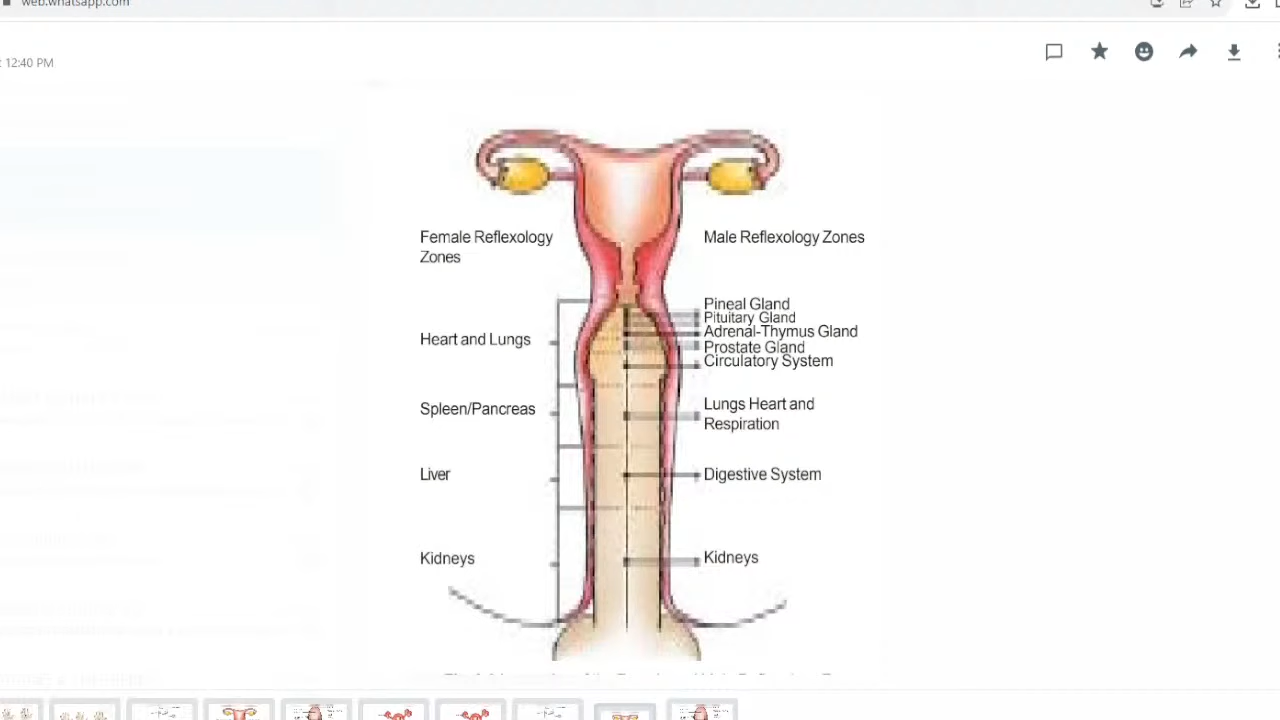 web.whatsapp.com
12:40 PM
Female Reflexology
Zones
Male Reflexology Zones
Pineal Gland
Pituitary Gland
Adrenal-Thymus Gland
Prostate Gland
Circulatory System
Heart and Lungs
Lungs Heart and
Respiration
Spleen/Pancreas
Liver
Digestive System
Kidneys
Kidneys